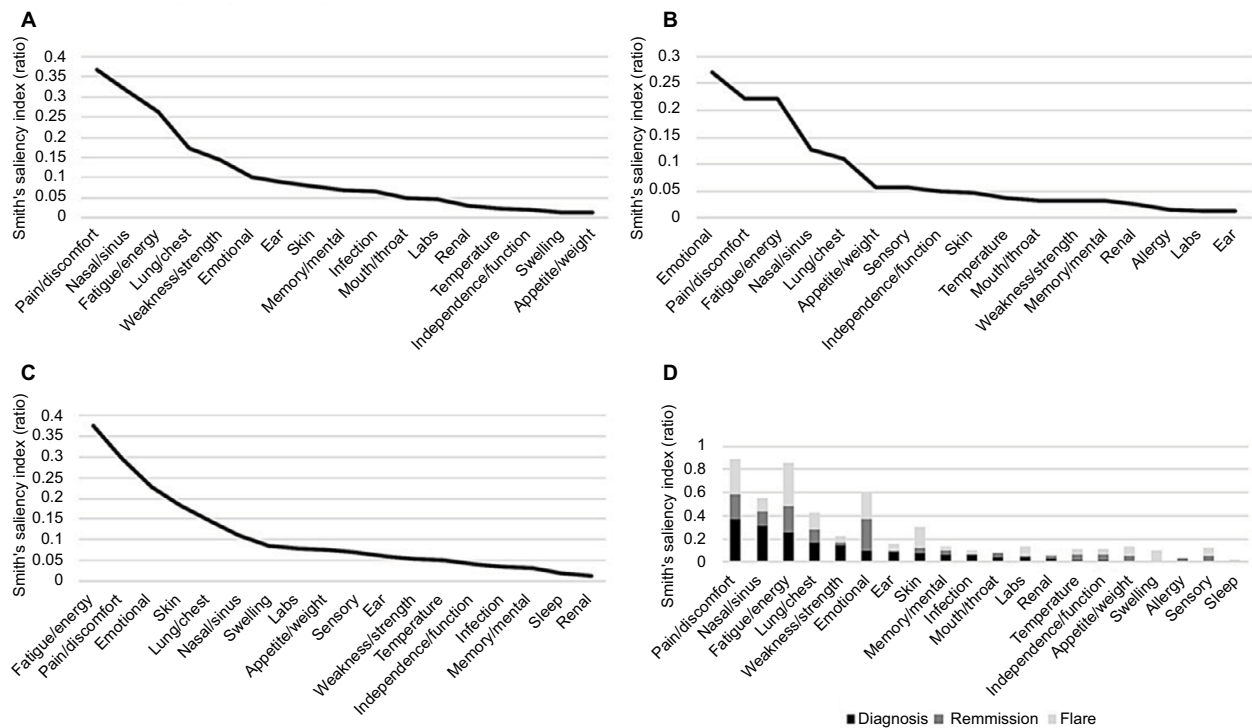 A
Smith's saliency index (ratio)
0.4
0.35
0.3
0.25
0.2
0.15
0.1
0.05
0
Pain/discomfort
Nasal/sinus
Fatigue/energy
Lung/chest
Weakness/strength
Emotional
Ear
Skin
Memory/mental
Infection
Mouth/throat
Labs
Renal
Temperature
Independence/function
Swelling
Appetite/weight
B
Smith's saliency index (ratio)
0.3
0.25
0.2
0.15
0.1
0.05
0
Emotional
Pain/discomfort
Fatigue/energy
Nasal/sinus
Lung/chest
Appetite/weight
Sensory
Independence/function
Skin
Temperature
Mouth/throat
Weakness/strength
Memory/mental
Renal
Allergy
Labs
Ear
C
Smith's saliency index (ratio)
0.4
0.35
0.3
0.25
0.2
0.15
0.1
0.05
0
Fatigue/energy
Pain/discomfort
Emotional
Skin
Lung/chest
Nasal/sinus
Swelling
Labs
Appetite/weight
Sensory
Ear
Weakness/strength
Temperature
Independence/function
Infection
Memory/mental
Sleep
Renal
D
Smith's saliency index (ratio)
1
0.8
0.6
0.4
0.2
0
Pain/discomfort
Nasal/sinus
Fatigue/energy
Lung/chest
Weakness/strength
Emotional
Ear
Skin
Memory/mental
Infection
Mouth/throat
Labs
Renal
Temperature
Independence/function
Appetite/weight
Swelling
Allergy
Sensory
Sleep
Diagnosis Remmission Flare